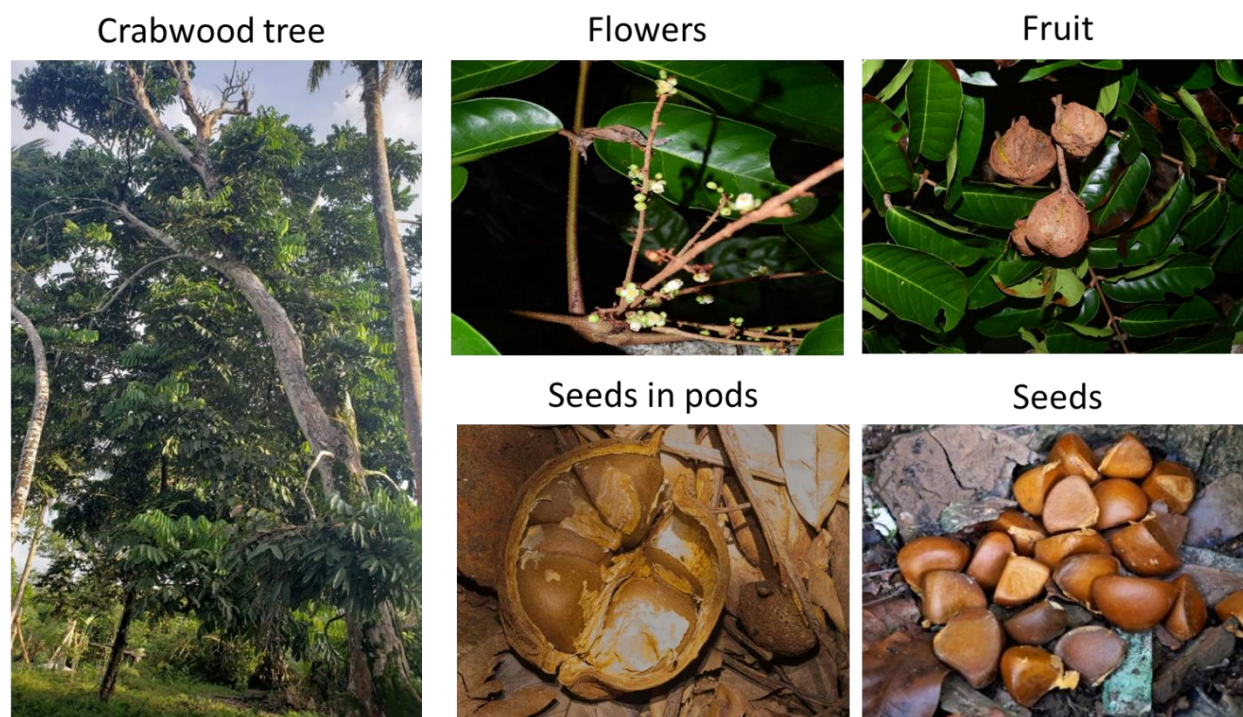 Crabwood tree
Flowers
Fruit
Seeds in pods
Seeds